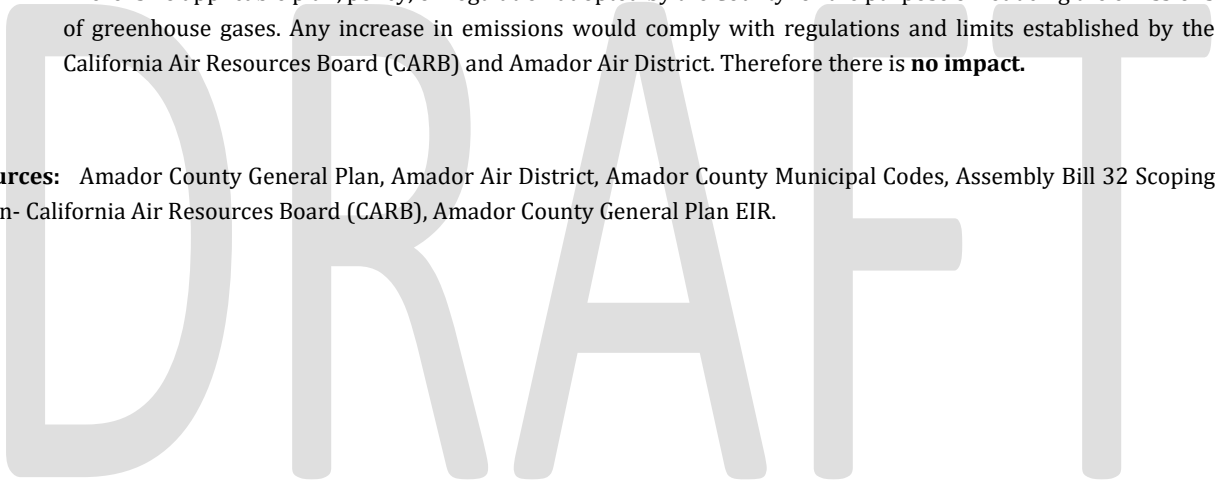 of greenhouse gases. Any increase in emissions would comply with regulations and limits established by the
California Air Resources Board (CARB) and Amador Air District. Therefore there is no impact.
urces: Amador County General Plan, Amador Air District, Amador County Municipal Codes, Assembly Bill 32 Scoping
n- California Air Resources Board (CARB), Amador County General Plan EIR.
DRAFT